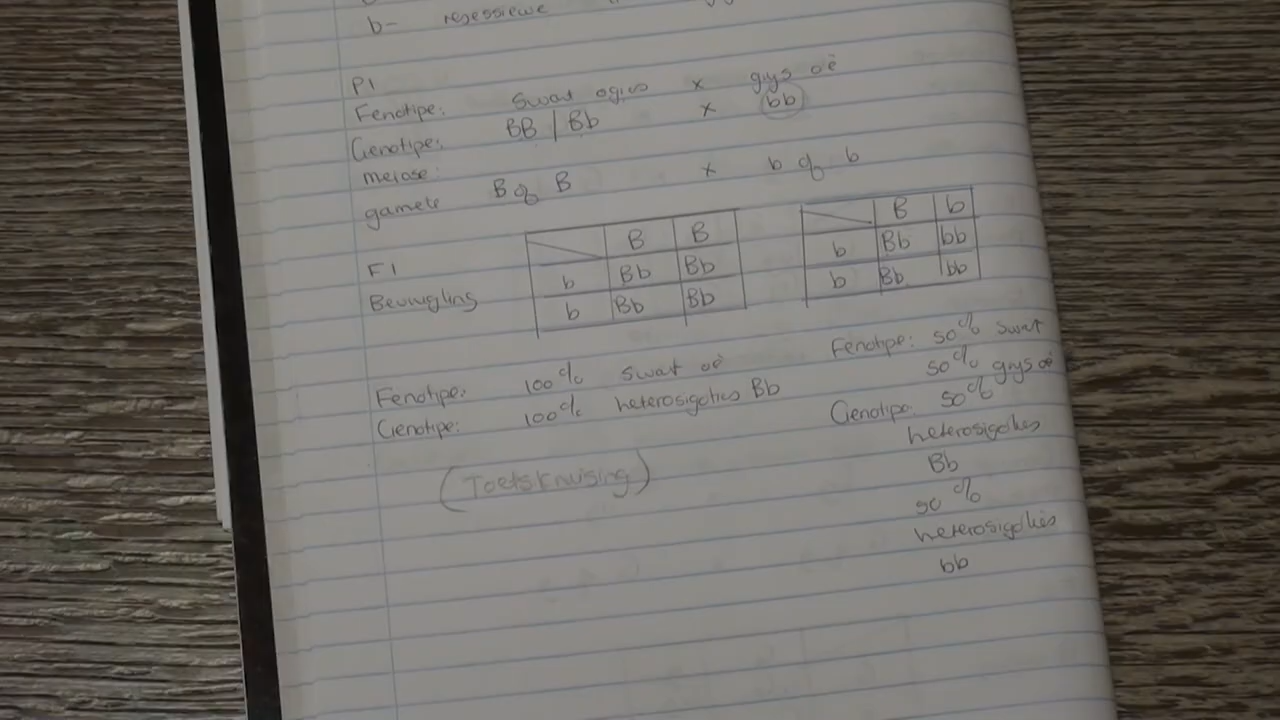 b- resessiewe
P1
Fenotipe: swart ogies x grys oë
Genotipe: BB | Bb x bb
meiose:
gamete B of B x b of b
F1
Bevrugting
B B
b Bb Bb
b Bb Bb
B b
b Bb bb
b Bb bb
Fenotipe: 100% swart oë
Genotipe: 100% heterosigoties Bb
(Toetskruising)
Fenotipe: 50% swart
50% grys oë
Genotipe: 50%
heterosigoties
Bb
50%
heterosigoties
bb